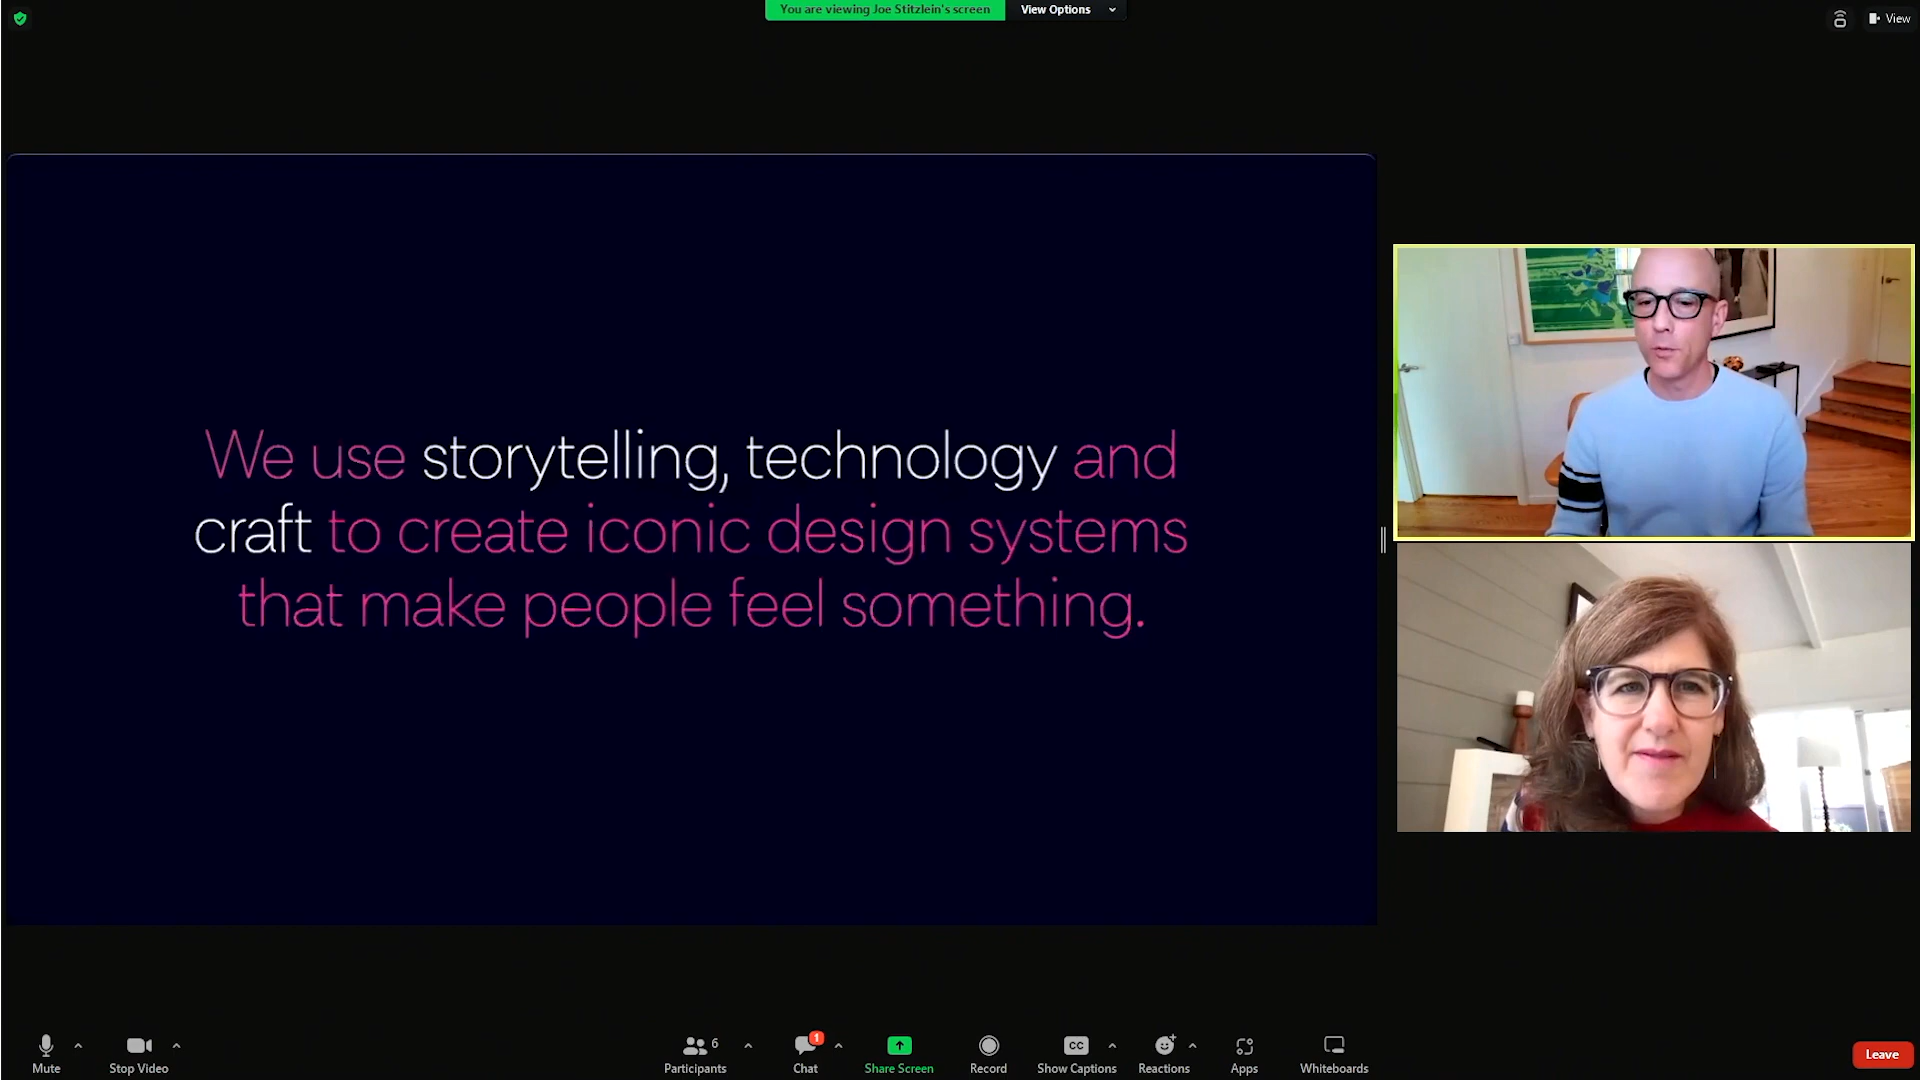 You are viewing Joe Stitzlein's screen
View Options
View
We use storytelling, technology and
craft to create iconic design systems
that make people feel something.
Mute
Stop Video
6
Participants
1
Chat
Share Screen
Record
CC
Show Captions
Reactions
Apps
Whiteboards
Leave